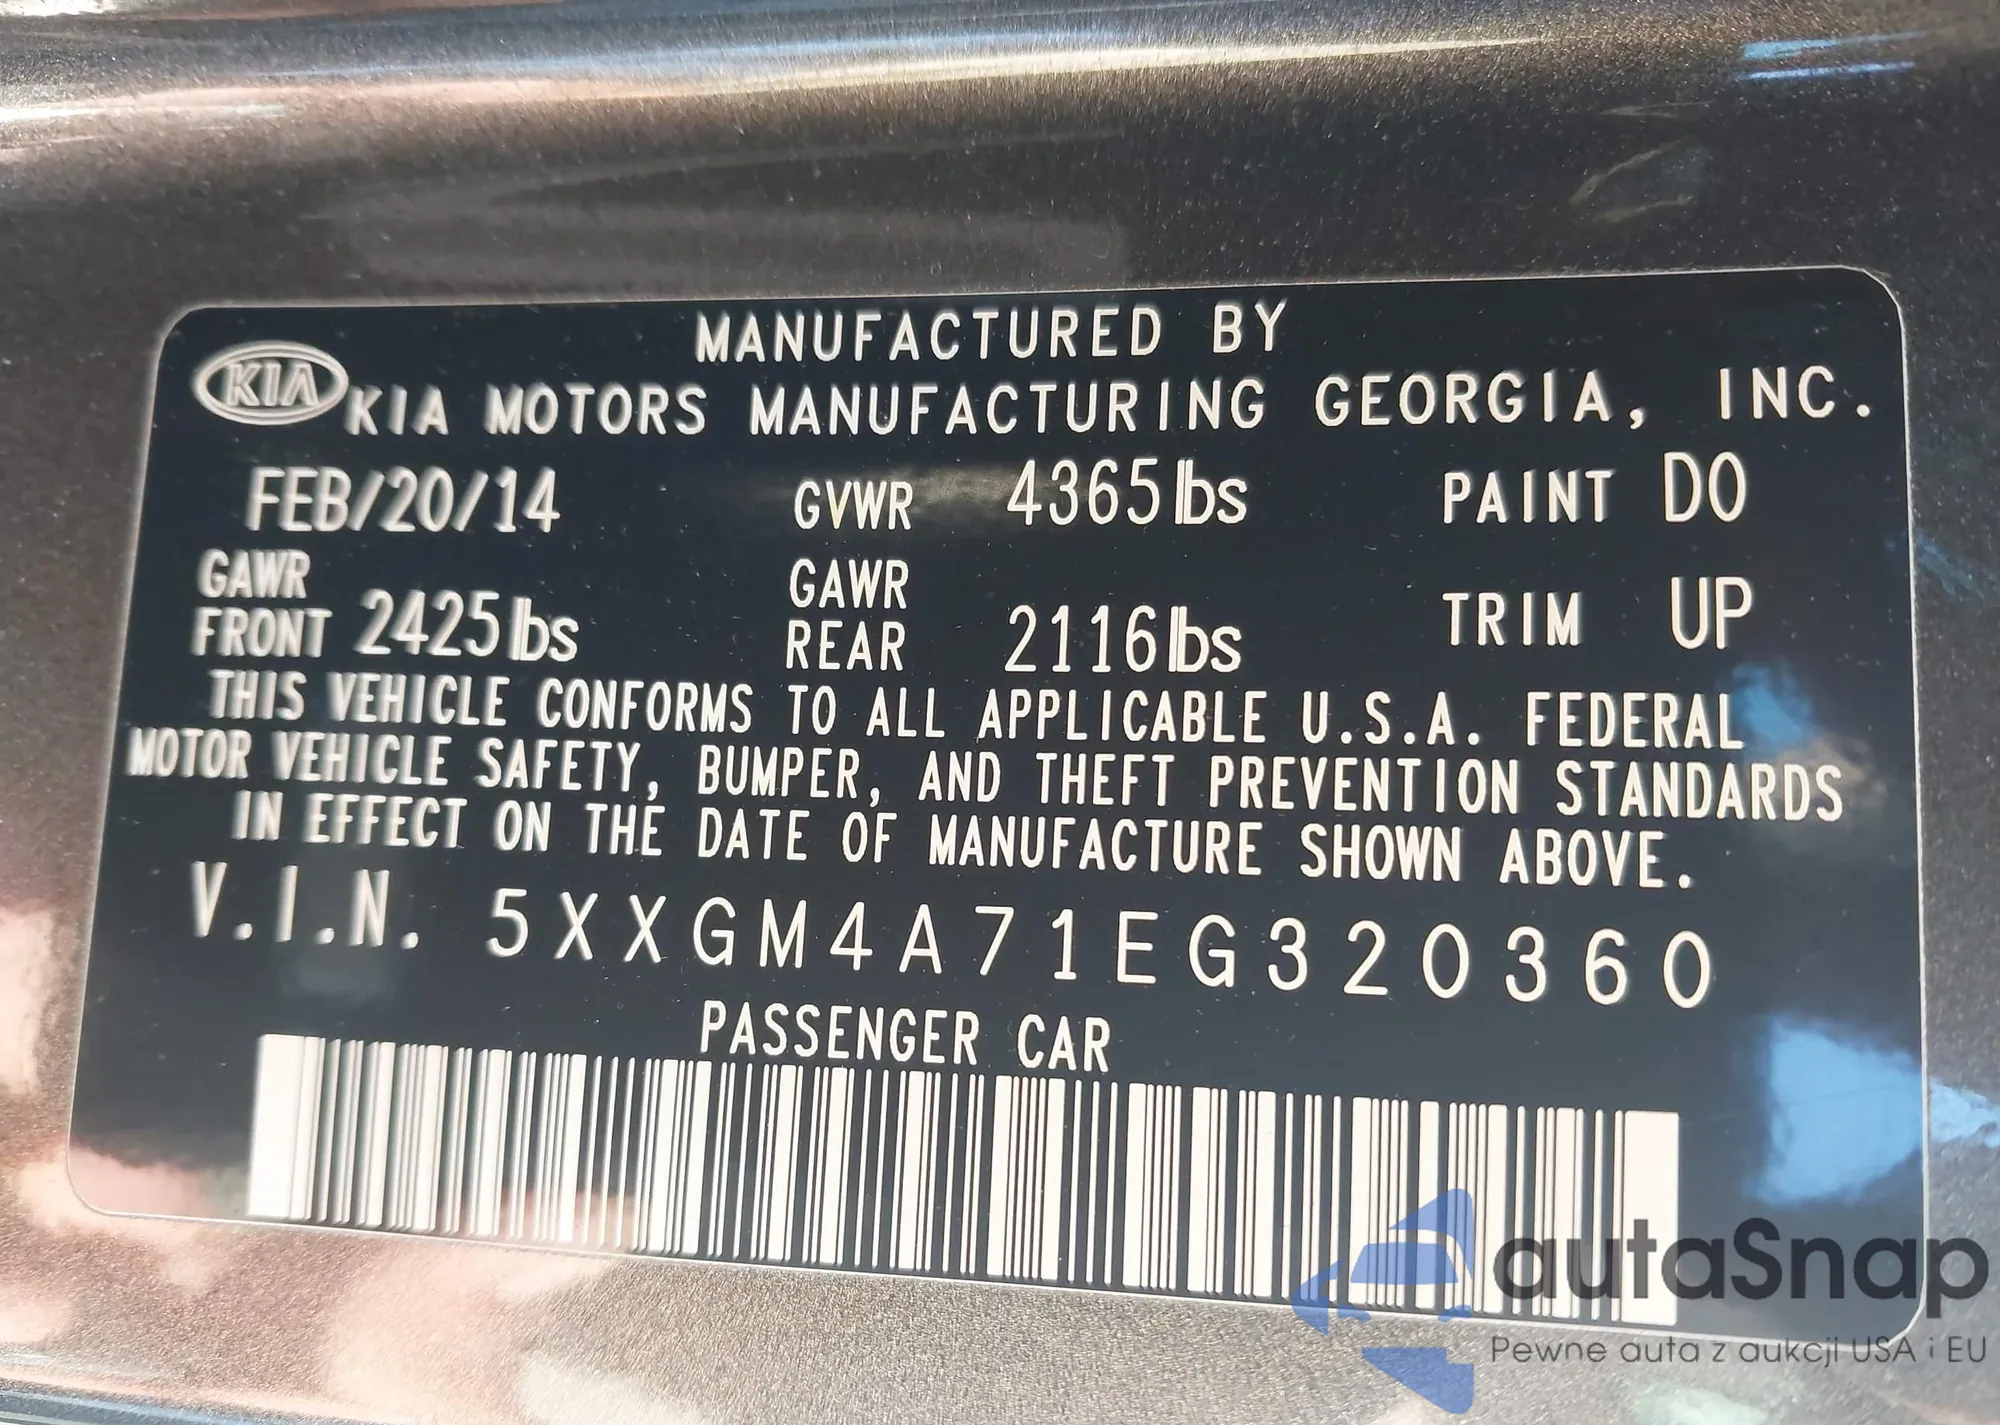 MANUFACTURED BY
KIA KIA MOTORS MANUFACTURING GEORGIA, INC.
FEB/20/14 GVWR 4365lbs PAINT D0
GAWR FRONT 2425lbs GAWR REAR 2116lbs TRIM UP
THIS VEHICLE CONFORMS TO ALL APPLICABLE U.S.A. FEDERAL
MOTOR VEHICLE SAFETY, BUMPER, AND THEFT PREVENTION STANDARDS
IN EFFECT ON THE DATE OF MANUFACTURE SHOWN ABOVE.
V.I.N. 5XXGM4A71EG320360
PASSENGER CAR
autaSnap
Pewne auta z aukcji USA i EU